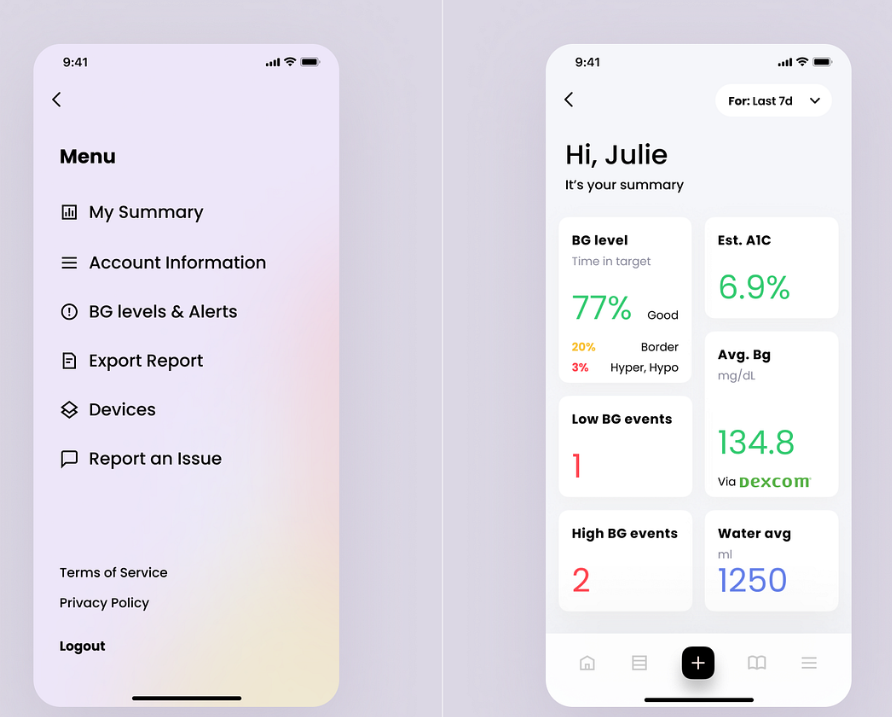 9:41
Menu
My Summary
Account Information
BG levels & Alerts
Export Report
Devices
Report an Issue
Terms of Service
Privacy Policy
Logout
9:41
For: Last 7d
Hi, Julie
It's your summary
BG level
Time in target
77% Good
20% Border
3% Hyper, Hypo
Est. A1C
6.9%
Avg. Bg
mg/dL
134.8
Via Dexcom
Low BG events
1
High BG events
2
Water avg
ml
1250